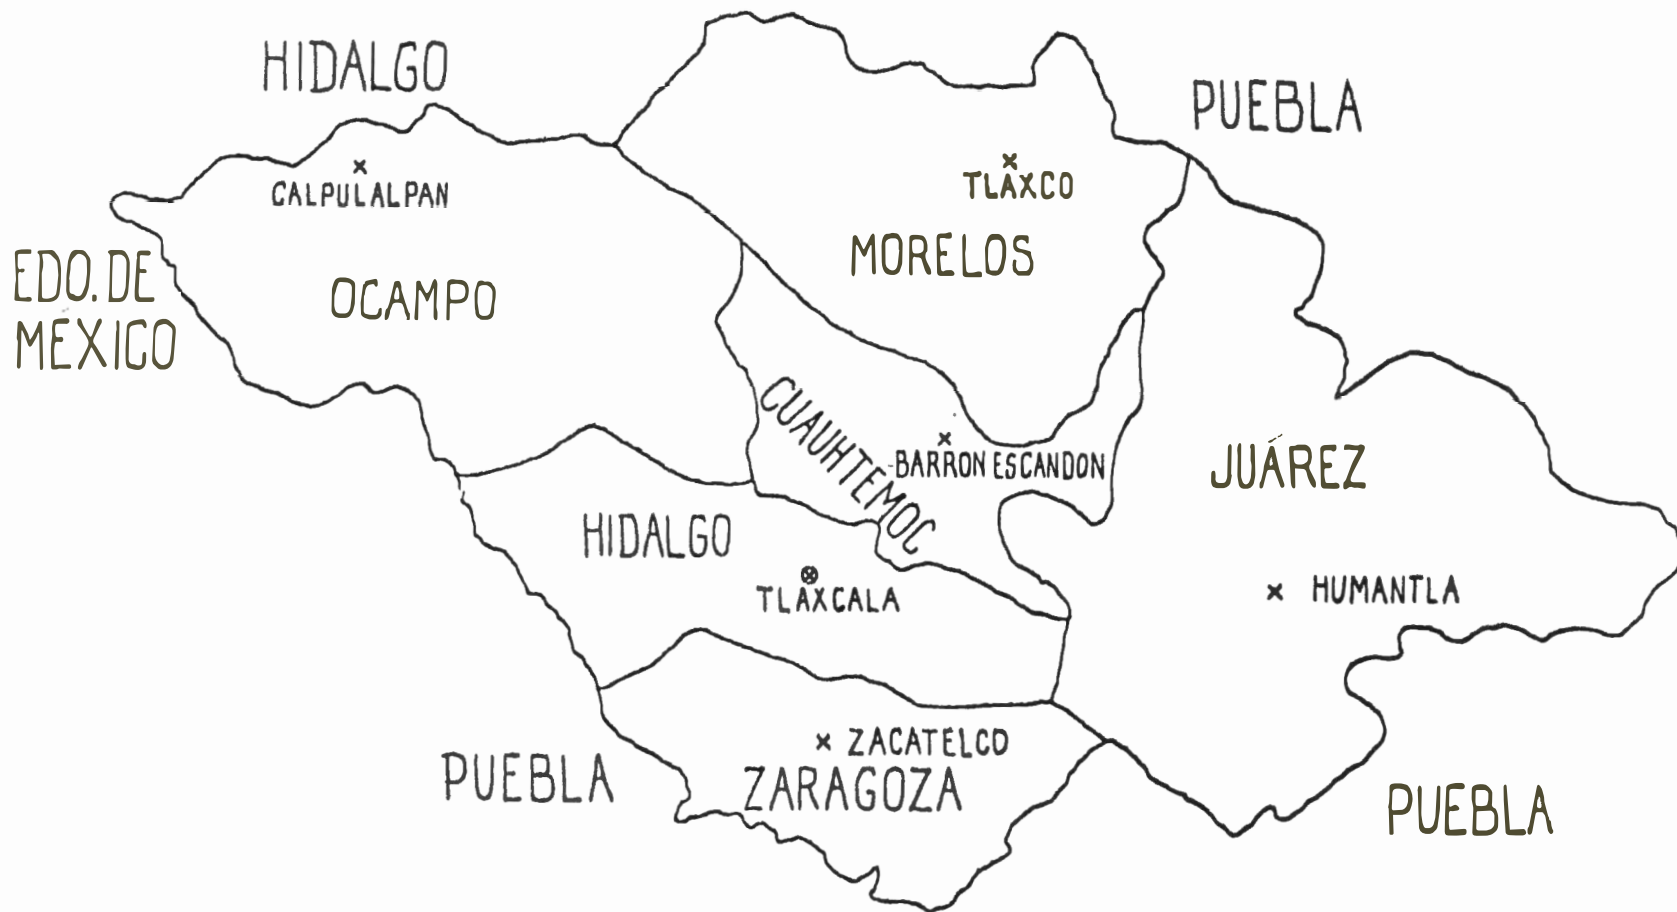 HIDALGO
PUEBLA
CALPULALPAN
TLAXCO
MORELOS
EDO. DE
MÉXICO
OCAMPO
CUAUHTEMOC
BARRON ESCANDON
JUÁREZ
HIDALGO
TLAXCALA
HUMANTLA
ZACATELCO
ZARAGOZA
PUEBLA
PUEBLA